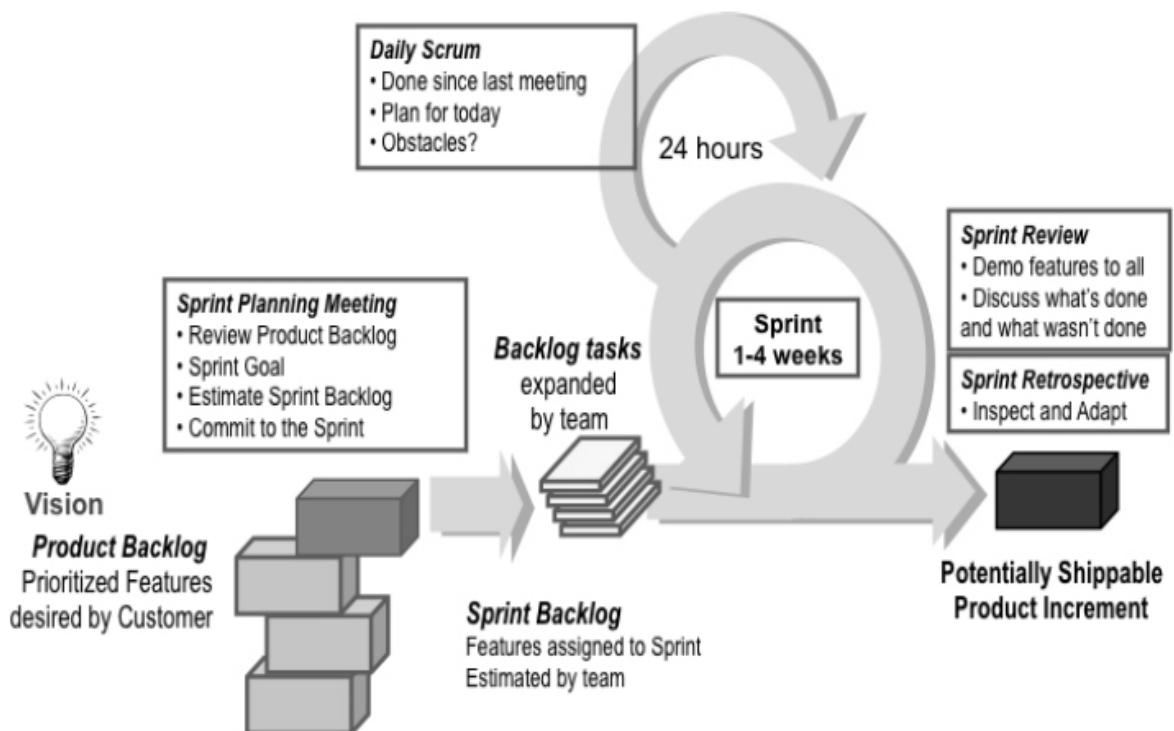 Daily Scrum
• Done since last meeting
• Plan for today
• Obstacles?
24 hours
Sprint Planning Meeting
• Review Product Backlog
• Sprint Goal
• Estimate Sprint Backlog
• Commit to the Sprint
Backlog tasks
expanded
by team
Sprint
1-4 weeks
Sprint Review
• Demo features to all
• Discuss what's done
and what wasn't done
Sprint Retrospective
• Inspect and Adapt
Vision
Product Backlog
Prioritized Features
desired by Customer
Sprint Backlog
Features assigned to Sprint
Estimated by team
Potentially Shippable
Product Increment